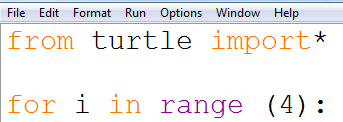 File Edit Format Run Options Window Help
from turtle import*
for i in range (4):